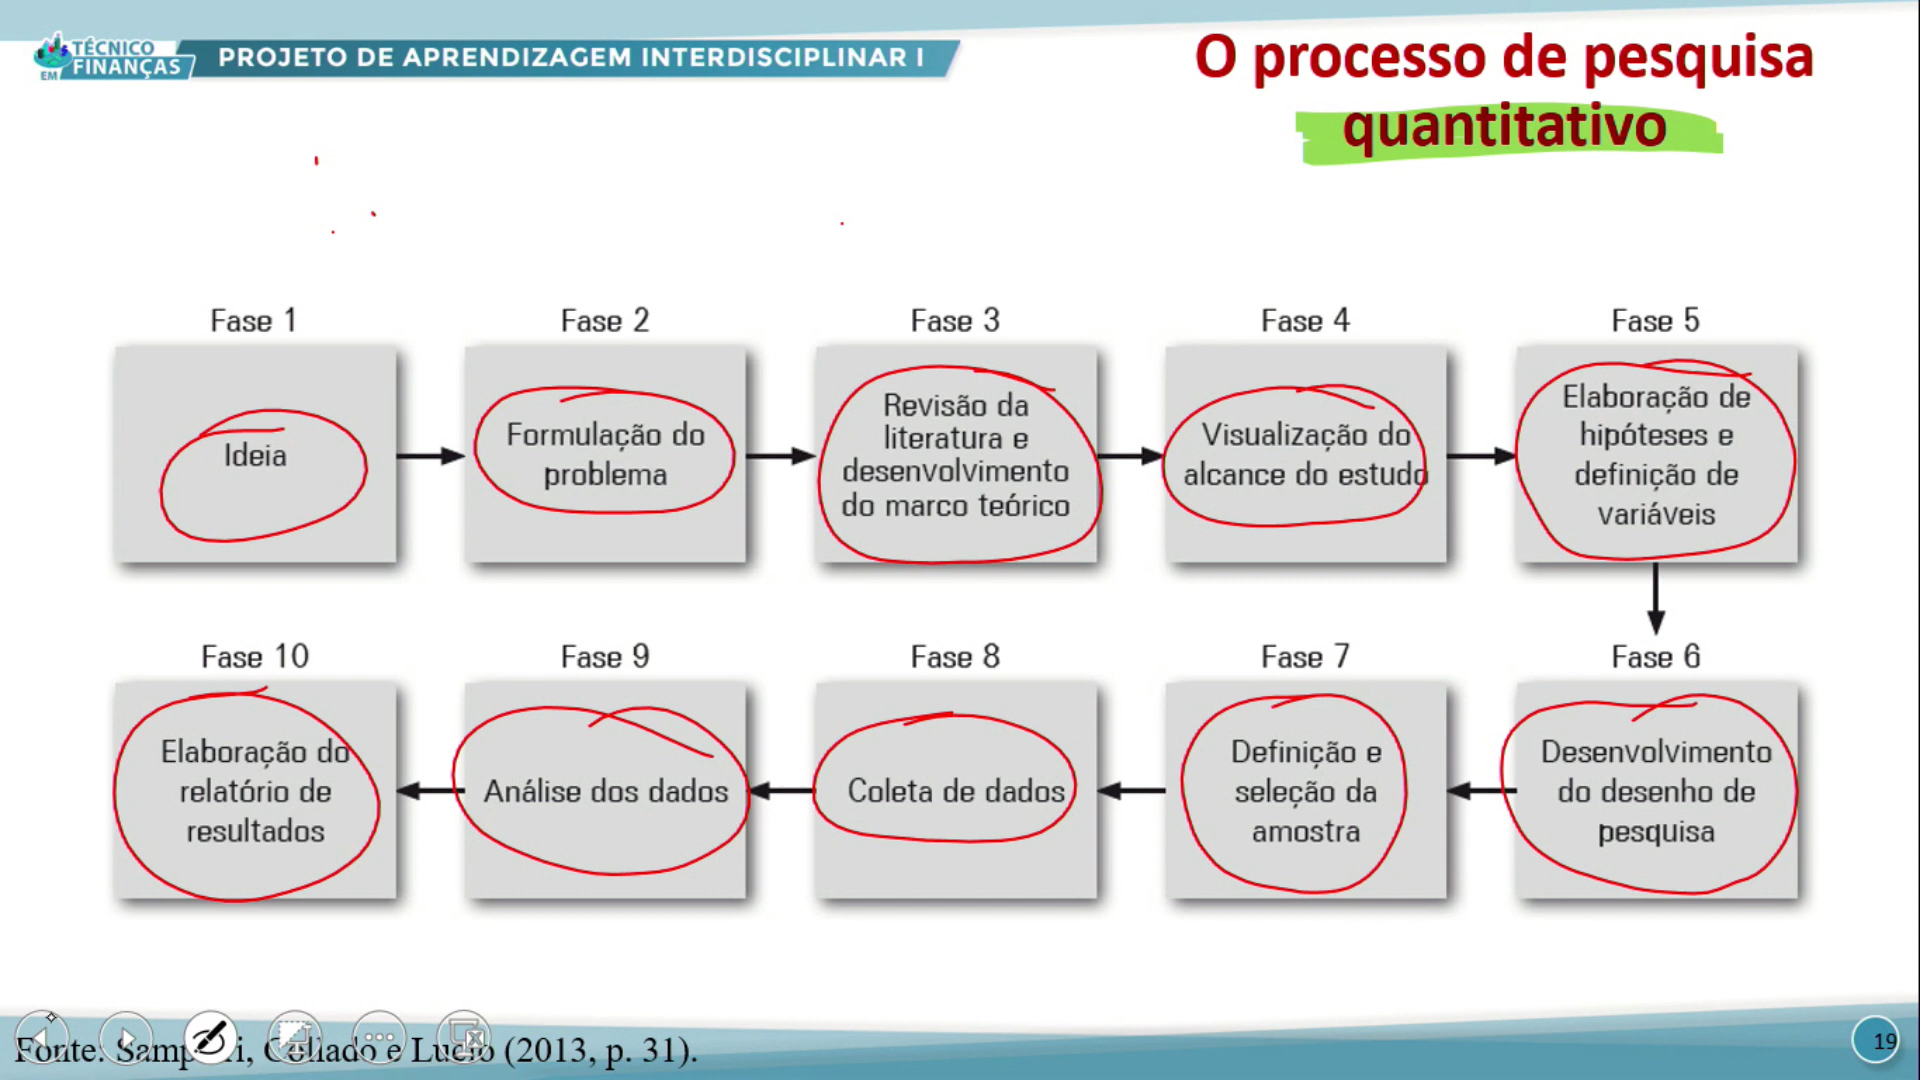 TÉCNICO
EM FINANÇAS
PROJETO DE APRENDIZAGEM INTERDISCIPLINAR I
O processo de pesquisa
quantitativo
Fase 1
Ideia
Fase 2
Formulação do
problema
Fase 3
Revisão da
literatura e
desenvolvimento
do marco teórico
Fase 4
Visualização do
alcance do estudo
Fase 5
Elaboração de
hipóteses e
definição de
variáveis
Fase 6
Desenvolvimento
do desenho de
pesquisa
Fase 7
Definição e
seleção da
amostra
Fase 8
Coleta de dados
Fase 9
Análise dos dados
Fase 10
Elaboração do
relatório de
resultados
Fonte: Collado e Lucio (2013, p. 31).
19